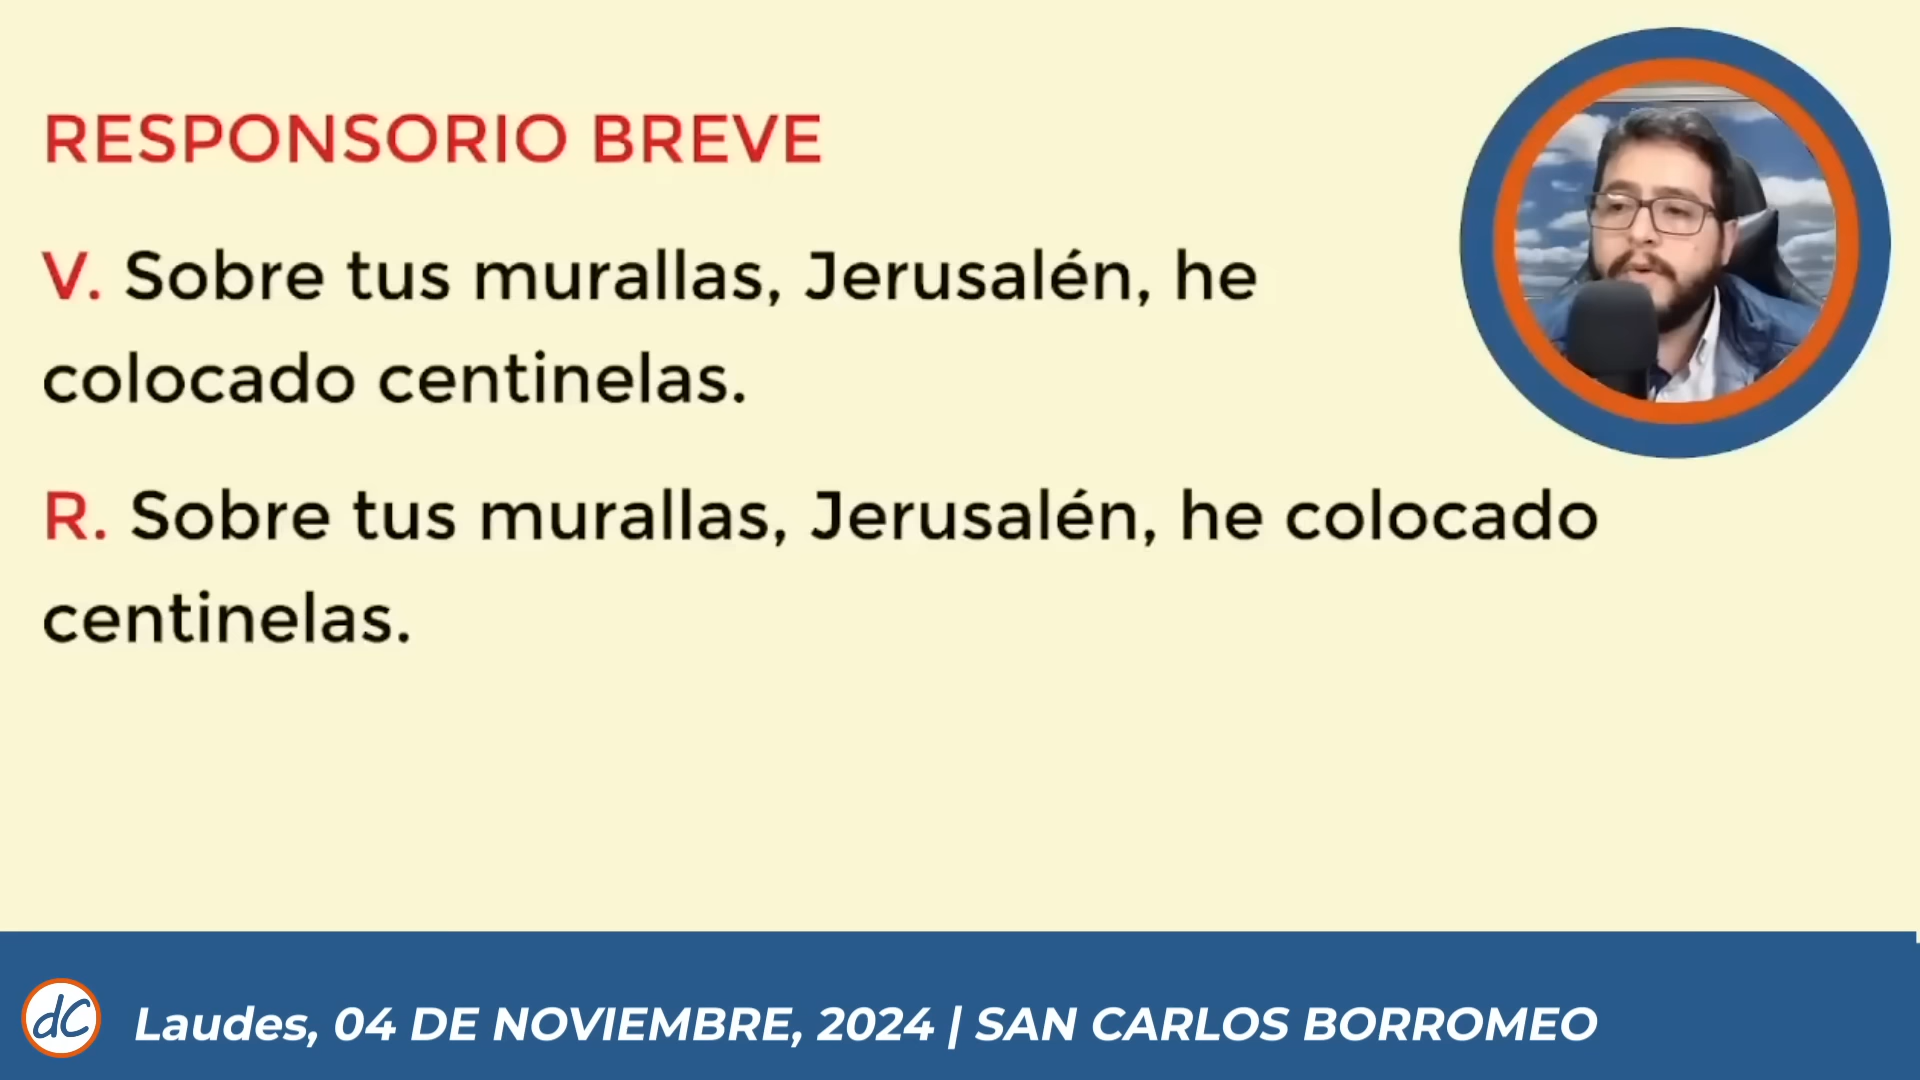 RESPONSORIO BREVE
V. Sobre tus murallas, Jerusalén, he
colocado centinelas.
R. Sobre tus murallas, Jerusalén, he colocado
centinelas.
dC
Laudes, 04 DE NOVIEMBRE, 2024 | SAN CARLOS BORROMEO